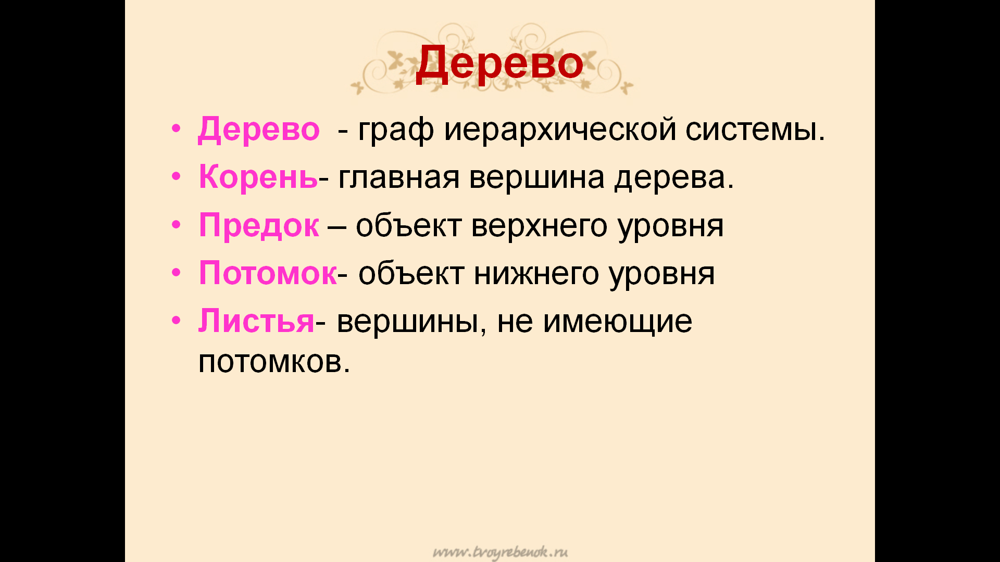 Дерево
• Дерево  - граф иерархической системы.
• Корень- главная вершина дерева.
• Предок – объект верхнего уровня
• Потомок- объект нижнего уровня
• Листья- вершины, не имеющие
потомков.
www.tvoyrebenok.ru